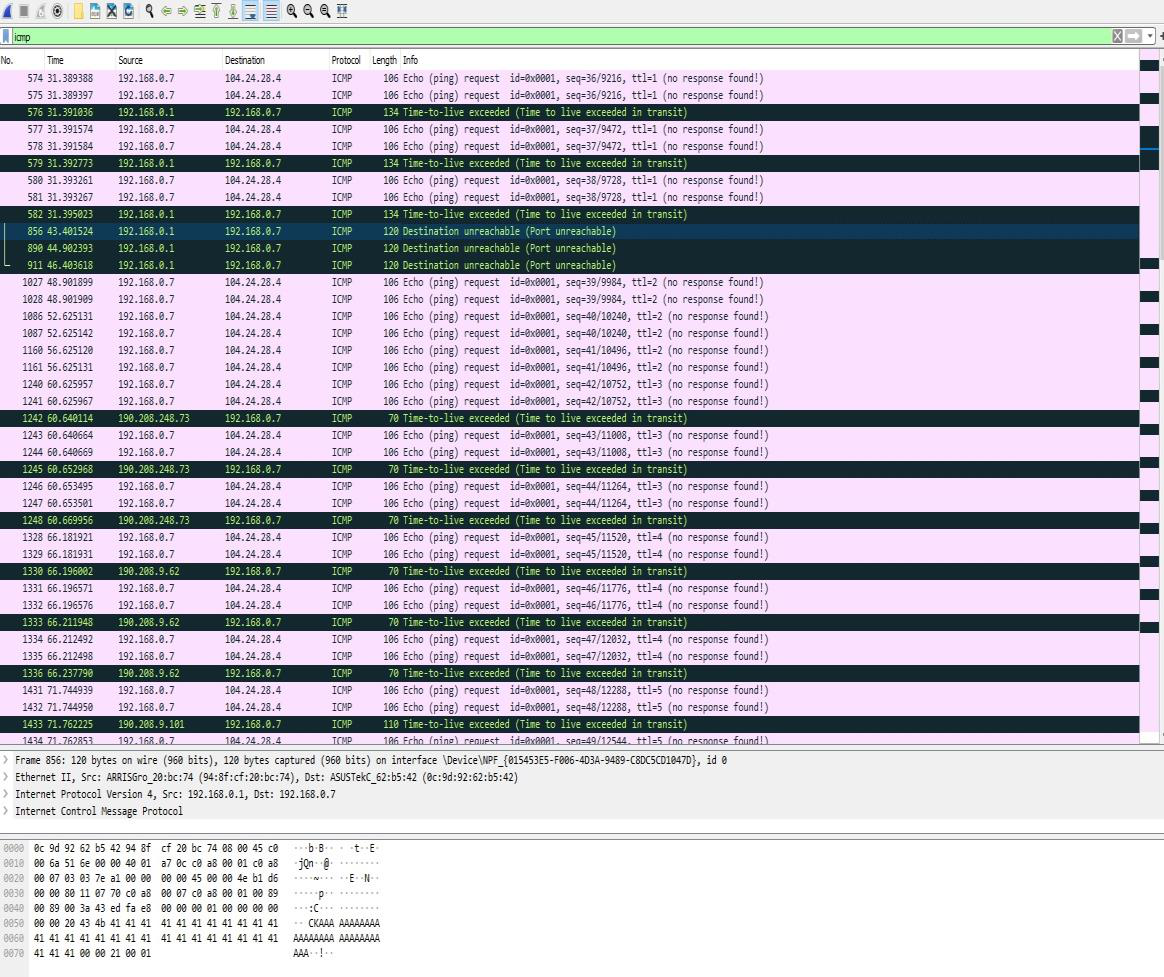 icmp
No. Time Source Destination Protocol Length Info
574 31.389388 192.168.0.7 104.24.28.4 ICMP 106 Echo (ping) request id=0x0001, seq=36/9216, ttl=1 (no response found!)
575 31.389397 192.168.0.7 104.24.28.4 ICMP 106 Echo (ping) request id=0x0001, seq=36/9216, ttl=1 (no response found!)
576 31.391036 192.168.0.1 192.168.0.7 ICMP 134 Time-to-live exceeded (Time to live exceeded in transit)
577 31.391574 192.168.0.7 104.24.28.4 ICMP 106 Echo (ping) request id=0x0001, seq=37/9472, ttl=1 (no response found!)
578 31.391584 192.168.0.7 104.24.28.4 ICMP 106 Echo (ping) request id=0x0001, seq=37/9472, ttl=1 (no response found!)
579 31.392773 192.168.0.1 192.168.0.7 ICMP 134 Time-to-live exceeded (Time to live exceeded in transit)
580 31.393261 192.168.0.7 104.24.28.4 ICMP 106 Echo (ping) request id=0x0001, seq=38/9728, ttl=1 (no response found!)
581 31.393267 192.168.0.7 104.24.28.4 ICMP 106 Echo (ping) request id=0x0001, seq=38/9728, ttl=1 (no response found!)
582 31.395023 192.168.0.1 192.168.0.7 ICMP 134 Time-to-live exceeded (Time to live exceeded in transit)
856 43.401524 192.168.0.1 192.168.0.7 ICMP 120 Destination unreachable (Port unreachable)
890 44.902393 192.168.0.1 192.168.0.7 ICMP 120 Destination unreachable (Port unreachable)
911 46.403618 192.168.0.1 192.168.0.7 ICMP 120 Destination unreachable (Port unreachable)
1027 48.901899 192.168.0.7 104.24.28.4 ICMP 106 Echo (ping) request id=0x0001, seq=39/9984, ttl=2 (no response found!)
1028 48.901909 192.168.0.7 104.24.28.4 ICMP 106 Echo (ping) request id=0x0001, seq=39/9984, ttl=2 (no response found!)
1086 52.625131 192.168.0.7 104.24.28.4 ICMP 106 Echo (ping) request id=0x0001, seq=40/10240, ttl=2 (no response found!)
1087 52.625142 192.168.0.7 104.24.28.4 ICMP 106 Echo (ping) request id=0x0001, seq=40/10240, ttl=2 (no response found!)
1160 56.625120 192.168.0.7 104.24.28.4 ICMP 106 Echo (ping) request id=0x0001, seq=41/10496, ttl=2 (no response found!)
1161 56.625131 192.168.0.7 104.24.28.4 ICMP 106 Echo (ping) request id=0x0001, seq=41/10496, ttl=2 (no response found!)
1240 60.625957 192.168.0.7 104.24.28.4 ICMP 106 Echo (ping) request id=0x0001, seq=42/10752, ttl=3 (no response found!)
1241 60.625967 192.168.0.7 104.24.28.4 ICMP 106 Echo (ping) request id=0x0001, seq=42/10752, ttl=3 (no response found!)
1242 60.640114 190.208.248.73 192.168.0.7 ICMP 70 Time-to-live exceeded (Time to live exceeded in transit)
1243 60.640664 192.168.0.7 104.24.28.4 ICMP 106 Echo (ping) request id=0x0001, seq=43/11008, ttl=3 (no response found!)
1244 60.640669 192.168.0.7 104.24.28.4 ICMP 106 Echo (ping) request id=0x0001, seq=43/11008, ttl=3 (no response found!)
1245 60.652968 190.208.248.73 192.168.0.7 ICMP 70 Time-to-live exceeded (Time to live exceeded in transit)
1246 60.653495 192.168.0.7 104.24.28.4 ICMP 106 Echo (ping) request id=0x0001, seq=44/11264, ttl=3 (no response found!)
1247 60.653501 192.168.0.7 104.24.28.4 ICMP 106 Echo (ping) request id=0x0001, seq=44/11264, ttl=3 (no response found!)
1248 60.669956 190.208.248.73 192.168.0.7 ICMP 70 Time-to-live exceeded (Time to live exceeded in transit)
1328 66.181921 192.168.0.7 104.24.28.4 ICMP 106 Echo (ping) request id=0x0001, seq=45/11520, ttl=4 (no response found!)
1329 66.181931 192.168.0.7 104.24.28.4 ICMP 106 Echo (ping) request id=0x0001, seq=45/11520, ttl=4 (no response found!)
1330 66.196002 190.208.9.62 192.168.0.7 ICMP 70 Time-to-live exceeded (Time to live exceeded in transit)
1331 66.196571 192.168.0.7 104.24.28.4 ICMP 106 Echo (ping) request id=0x0001, seq=46/11776, ttl=4 (no response found!)
1332 66.196576 192.168.0.7 104.24.28.4 ICMP 106 Echo (ping) request id=0x0001, seq=46/11776, ttl=4 (no response found!)
1333 66.211948 190.208.9.62 192.168.0.7 ICMP 70 Time-to-live exceeded (Time to live exceeded in transit)
1334 66.212492 192.168.0.7 104.24.28.4 ICMP 106 Echo (ping) request id=0x0001, seq=47/12032, ttl=4 (no response found!)
1335 66.212498 192.168.0.7 104.24.28.4 ICMP 106 Echo (ping) request id=0x0001, seq=47/12032, ttl=4 (no response found!)
1336 66.237790 190.208.9.62 192.168.0.7 ICMP 70 Time-to-live exceeded (Time to live exceeded in transit)
1431 71.744939 192.168.0.7 104.24.28.4 ICMP 106 Echo (ping) request id=0x0001, seq=48/12288, ttl=5 (no response found!)
1432 71.744950 192.168.0.7 104.24.28.4 ICMP 106 Echo (ping) request id=0x0001, seq=48/12288, ttl=5 (no response found!)
1433 71.762225 190.208.9.101 192.168.0.7 ICMP 110 Time-to-live exceeded (Time to live exceeded in transit)
1434 71.762853 192.168.0.7 104.24.28.4 ICMP 106 Echo (ping) request id=0x0001, seq=49/12544, ttl=5 (no response found!)
Frame 856: 120 bytes on wire (960 bits), 120 bytes captured (960 bits) on interface \Device\NPF_{015453E5-F006-4D3A-9489-C8DC5CD1047D}, id 0
Ethernet II, Src: ARRISGro_20:bc:74 (94:8f:cf:20:bc:74), Dst: ASUSTekC_62:b5:42 (0c:9d:92:62:b5:42)
Internet Protocol Version 4, Src: 192.168.0.1, Dst: 192.168.0.7
Internet Control Message Protocol
0000 0c 9d 92 62 b5 42 94 8f cf 20 bc 74 08 00 45 c0 ···b·B·· · ·t··E·
0010 00 6a 51 6e 00 00 40 01 a7 0c c0 a8 00 01 c0 a8 ·jQn··@· ········
0020 00 07 03 03 7e a1 00 00 00 00 45 00 00 4e b1 d6 ····~··· ··E··N··
0030 00 00 80 11 07 70 c0 a8 00 07 c0 a8 00 01 00 89 ·····p·· ········
0040 00 89 00 3a 43 ed fa e8 00 00 00 01 00 00 00 00 ···:C··· ········
0050 00 00 20 43 4b 41 41 41 41 41 41 41 41 41 41 41 ·· CKAAA AAAAAAAA
0060 41 41 41 41 41 41 41 41 41 41 41 41 41 41 41 41 AAAAAAAA AAAAAAAA
0070 41 41 41 00 00 21 00 01 AAA··!··